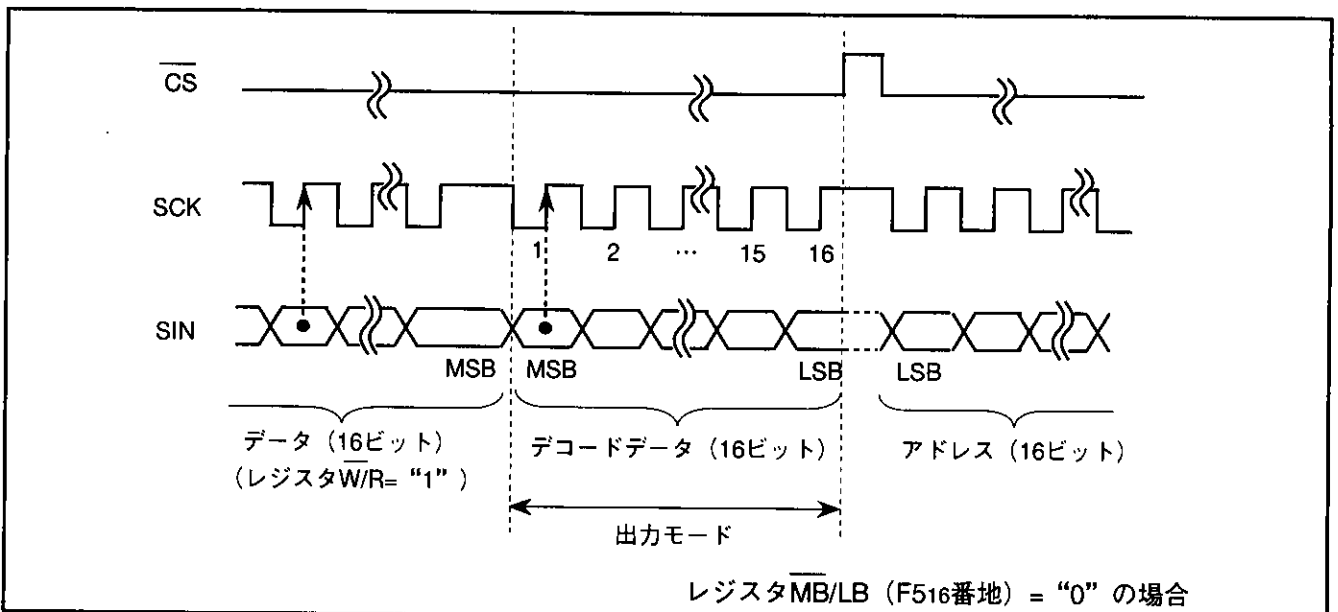 CS
SCK
1 2 … 15 16
SIN
MSB MSB LSB LSB
データ（16ビット） デコードデータ（16ビット） アドレス（16ビット）
（レジスタW/R= “1” ）
出力モード
レジスタMB/LB（F516番地）= “0” の場合